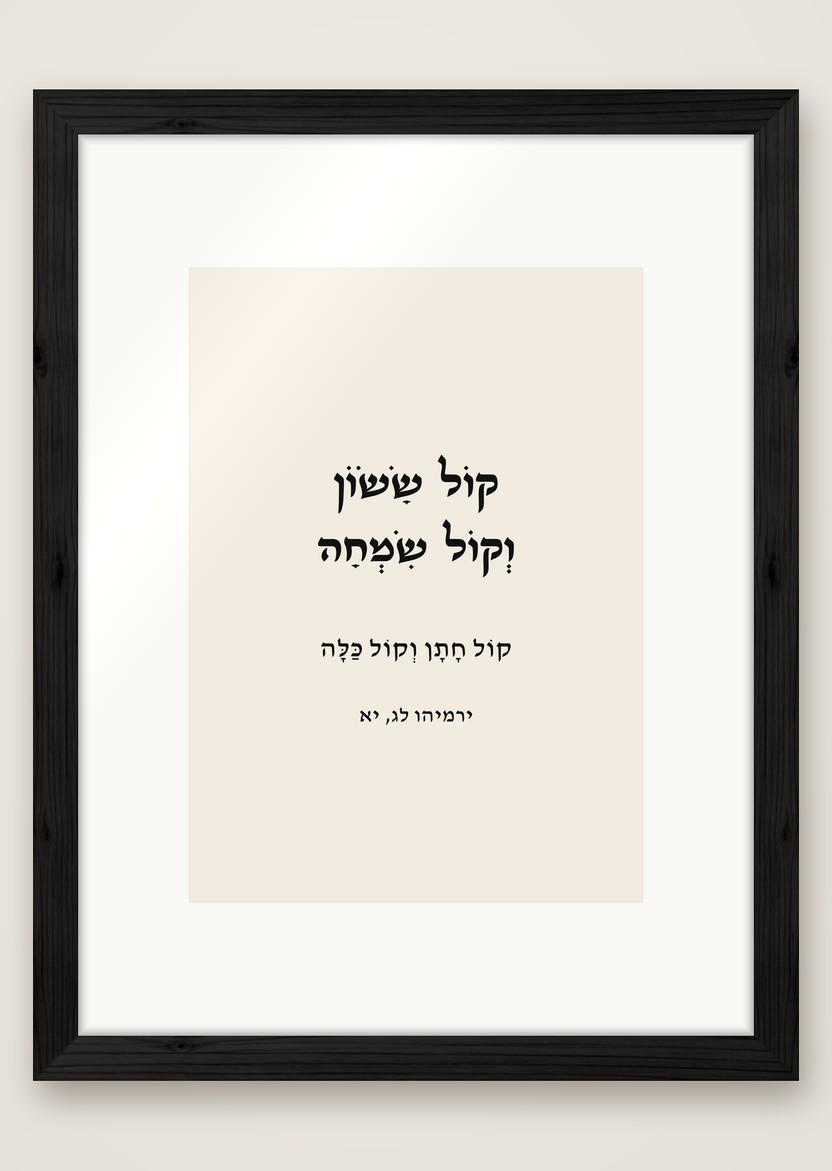 קוֹל שָׂשׂוֹן
וְקוֹל שִׂמְחָה
קוֹל חָתָן וְקוֹל כַּלָּה
ירמיהו לג, יא